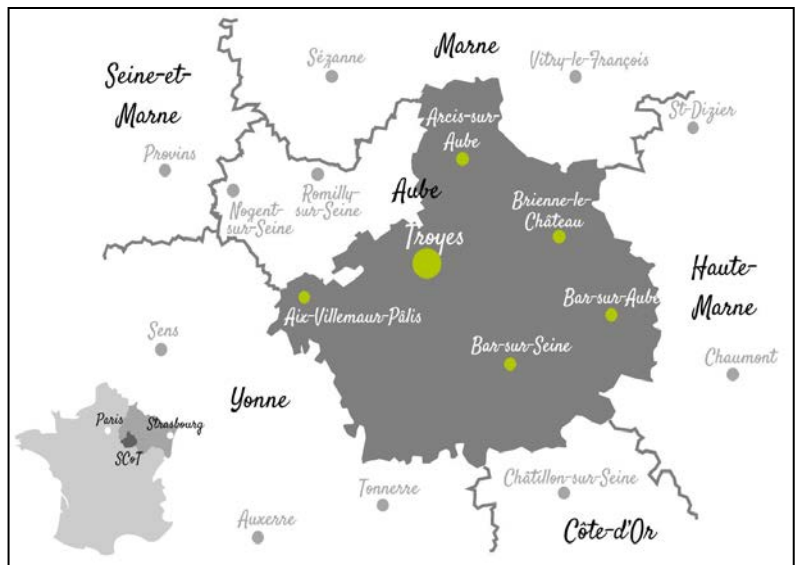 Marne
Sézanne
Vitry-le-François
Seine-et-
Marne
St-Dizier
Arcis-sur-
Aube
Provins
Aube
Romilly-
sur-Seine
Nogent-
sur-Seine
Brienne-le-
Château
Troyes
Haute-
Marne
Bar-sur-Aube
Aix-Villemaur-Pâlis
Bar-sur-Seine
Sens
Chaumont
Yonne
Paris
Strasbourg
SCoT
Tonnerre
Châtillon-sur-Seine
Auxerre
Côte-d'Or